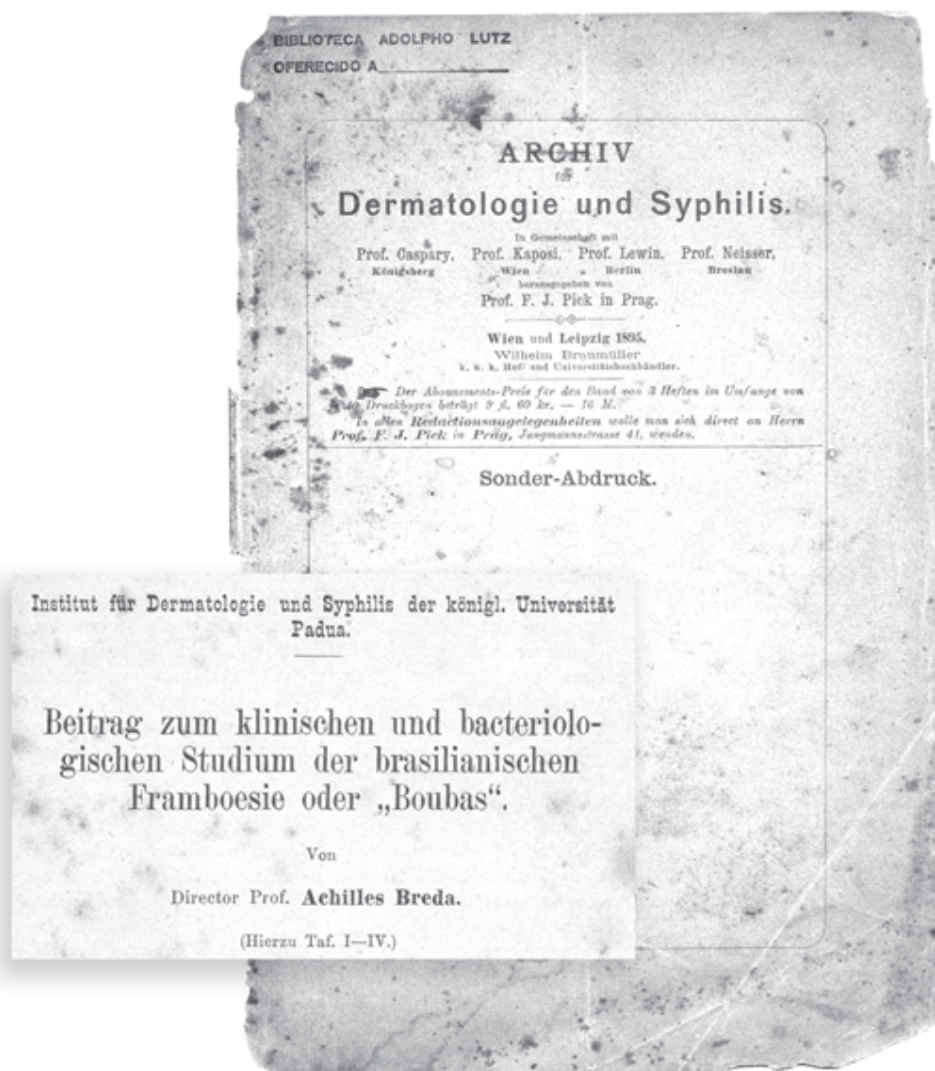 BIBLIOTECA ADOLPHO LUTZ
OFERECIDO A
ARCHIV
für
Dermatologie und Syphilis.
In Gemeinschaft mit
Prof. Caspary, Prof. Kaposi, Prof. Lewin, Prof. Neisser,
Königsberg Wien Berlin Breslau
herausgegeben von
Prof. F. J. Pick in Prag.
Wien und Leipzig 1895.
Wilhelm Braumüller
k. u. k. Hof- und Universitätsbuchhändler.
Der Abonnements-Preis für den Band von 3 Heften im Umfange von
Druckbogen beträgt 9 fl. 60 kr. — 16 M.
In allen Redactionsangelegenheiten wolle man sich direct an Herrn
Prof. F. J. Pick in Prag, Jungmannstrasse 41, wenden.
Sonder-Abdruck.
Institut für Dermatologie und Syphilis der königl. Universität
Padua.
Beitrag zum klinischen und bacteriolo-
gischen Studium der brasilianischen
Framboesie oder „Boubas“.
Von
Director Prof. Achilles Breda.
(Hierzu Taf. I—IV.)